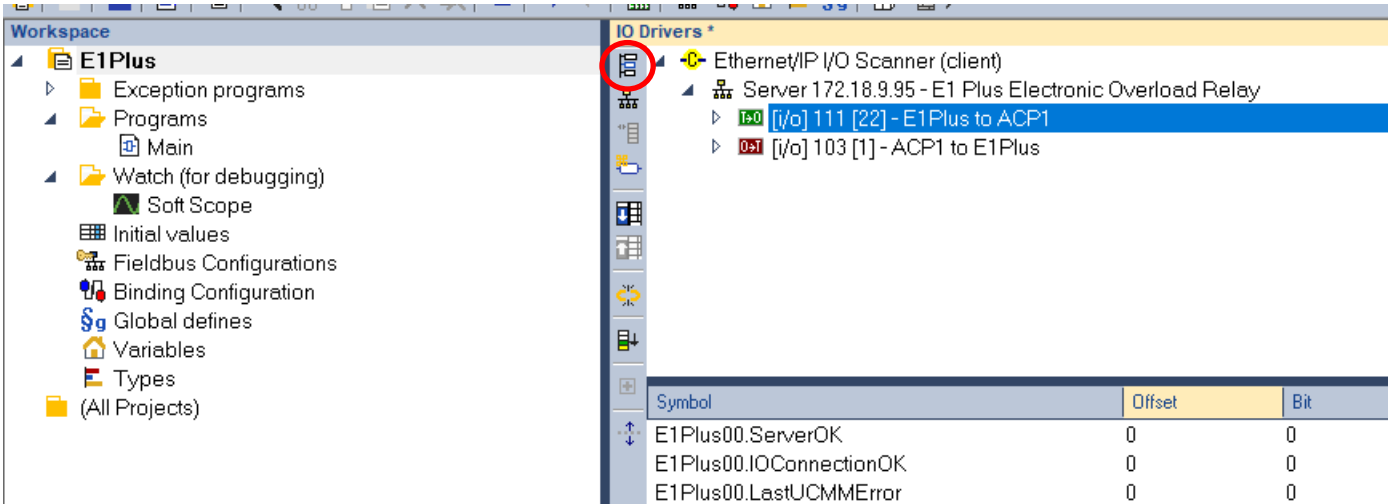 Workspace
E1Plus
Exception programs
Programs
Main
Watch (for debugging)
Soft Scope
Initial values
Fieldbus Configurations
Binding Configuration
Global defines
Variables
Types
(All Projects)
IO Drivers *
Ethernet/IP I/O Scanner (client)
Server 172.18.9.95 - E1 Plus Electronic Overload Relay
T→O [i/o] 111 [22] - E1Plus to ACP1
O→T [i/o] 103 [1] - ACP1 to E1Plus
Symbol Offset Bit
E1Plus00.ServerOK 0 0
E1Plus00.IOConnectionOK 0 0
E1Plus00.LastUCMMError 0 0